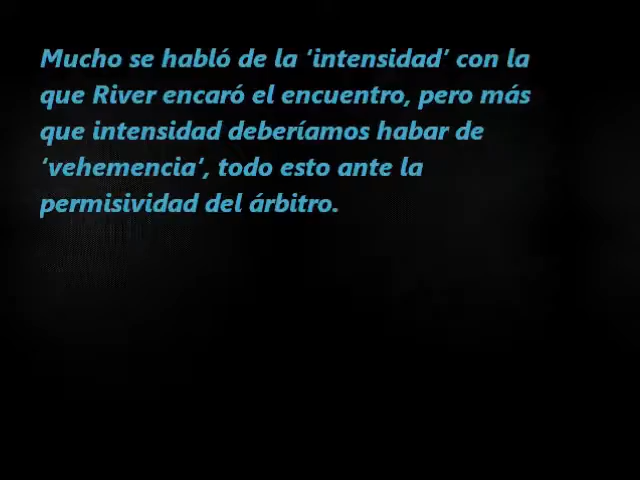 Mucho se habló de la ‘intensidad’ con la
que River encaró el encuentro, pero más
que intensidad deberíamos habar de
‘vehemencia‘, todo esto ante la
permisividad del árbitro.